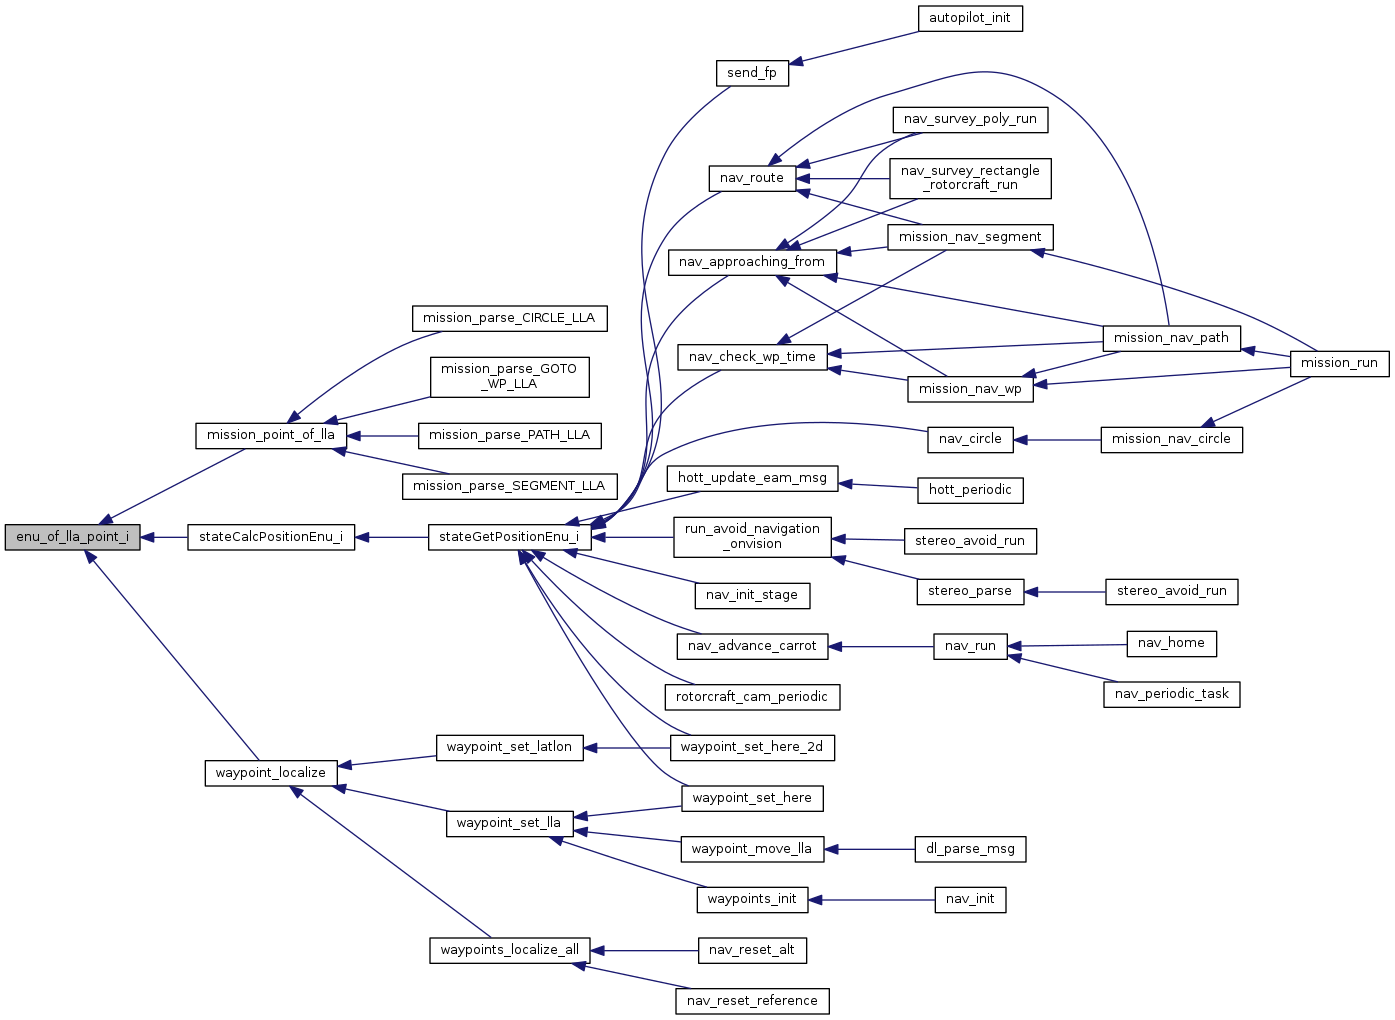 autopilot_init
send_fp
nav_survey_poly_run
nav_route
nav_survey_rectangle
_rotorcraft_run
mission_nav_segment
nav_approaching_from
mission_parse_CIRCLE_LLA
mission_nav_path
nav_check_wp_time
mission_run
mission_parse_GOTO
_WP_LLA
mission_nav_wp
mission_point_of_lla
mission_parse_PATH_LLA
nav_circle
mission_nav_circle
hott_update_eam_msg
mission_parse_SEGMENT_LLA
hott_periodic
enu_of_lla_point_i
stateCalcPositionEnu_i
stateGetPositionEnu_i
run_avoid_navigation
_onvision
stereo_avoid_run
nav_init_stage
stereo_parse
stereo_avoid_run
nav_advance_carrot
nav_run
nav_home
rotorcraft_cam_periodic
nav_periodic_task
waypoint_set_latlon
waypoint_set_here_2d
waypoint_localize
waypoint_set_here
waypoint_set_lla
waypoint_move_lla
dl_parse_msg
waypoints_init
nav_init
waypoints_localize_all
nav_reset_alt
nav_reset_reference